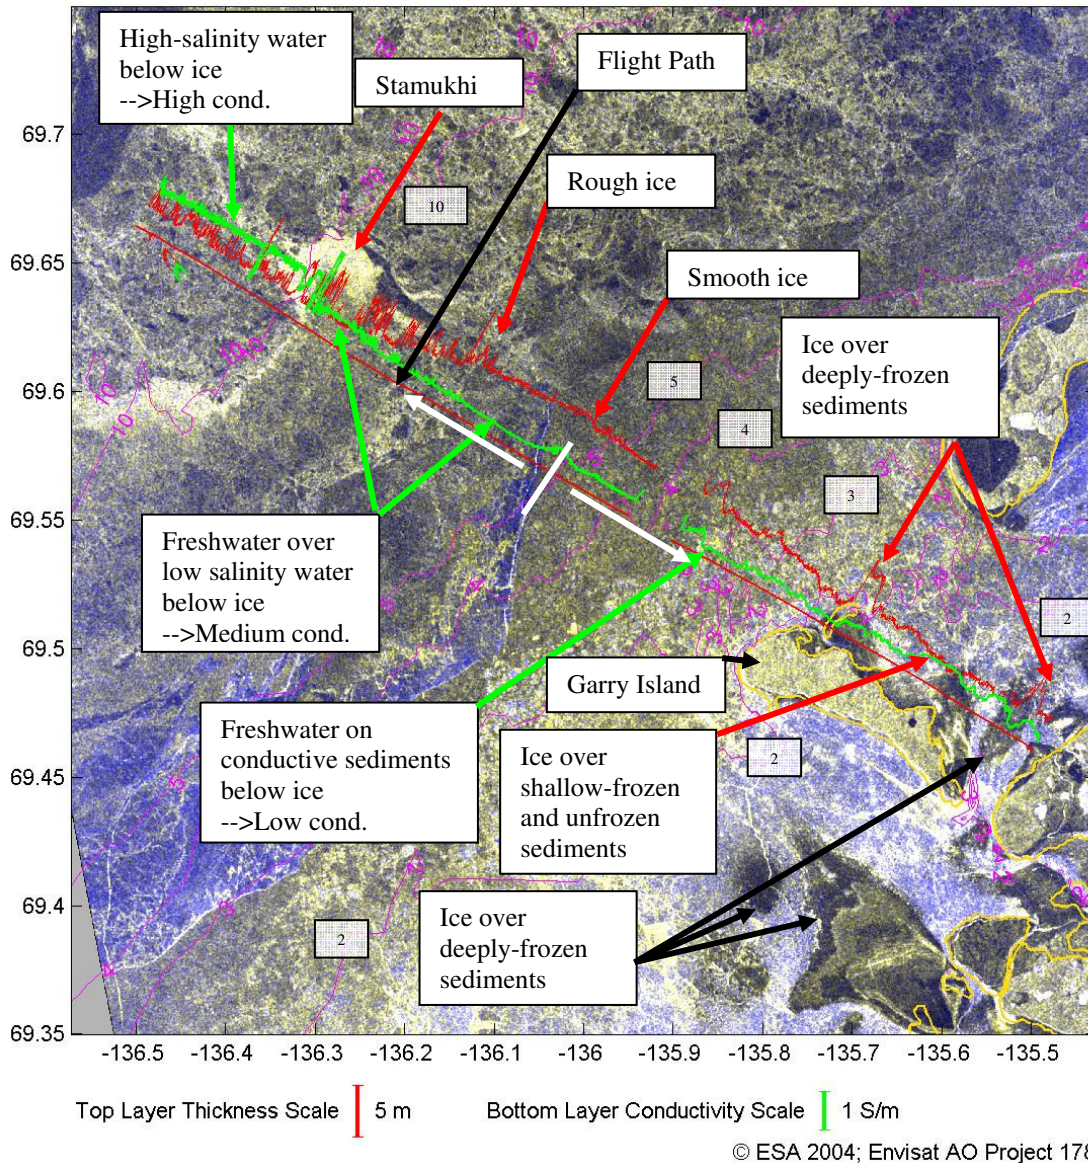 High-salinity water
below ice
-->High cond.
Stamukhi
Flight Path
Rough ice
10
Smooth ice
5
4
3
2
Ice over
deeply-frozen
sediments
Freshwater over
low salinity water
below ice
-->Medium cond.
Garry Island
Freshwater on
conductive sediments
below ice
-->Low cond.
Ice over
shallow-frozen
and unfrozen
sediments
2
Ice over
deeply-frozen
sediments
2
69.7
69.65
69.6
69.55
69.5
69.45
69.4
69.35
-136.5 -136.4 -136.3 -136.2 -136.1 -136 -135.9 -135.8 -135.7 -135.6 -135.5
Top Layer Thickness Scale 5 m Bottom Layer Conductivity Scale 1 S/m
© ESA 2004; Envisat AO Project 178